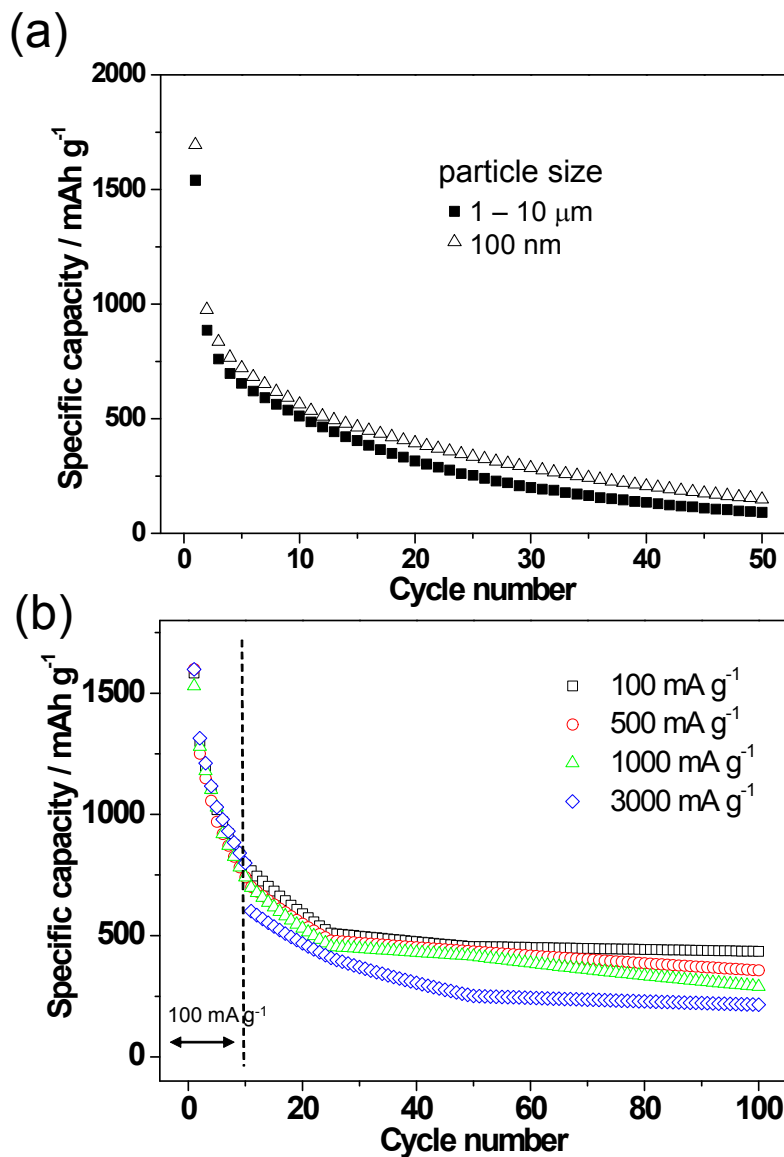 (a)
2000
1500
1000
500
0
Specific capacity / mAh g⁻¹
particle size
1 – 10 μm
100 nm
0 10 20 30 40 50
Cycle number
(b)
1500
1000
500
0
Specific capacity / mAh g⁻¹
100 mA g⁻¹
500 mA g⁻¹
1000 mA g⁻¹
3000 mA g⁻¹
100 mA g⁻¹
0 20 40 60 80 100
Cycle number